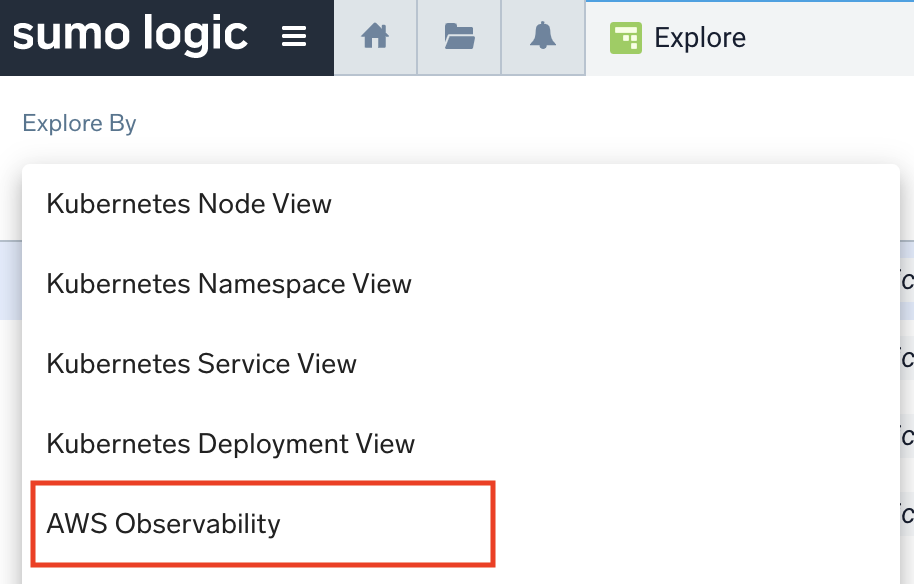 sumo logic
Explore
Explore By
Kubernetes Node View
Kubernetes Namespace View
Kubernetes Service View
Kubernetes Deployment View
AWS Observability